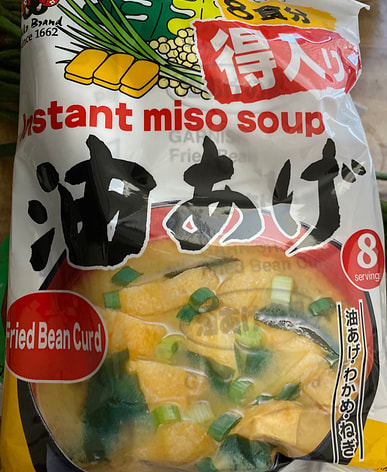 8食分
Brand
Since 1662
得入り
Instant miso soup
油あげ
8
serving
Fried Bean Curd
油あげ・わかめ・ねぎ